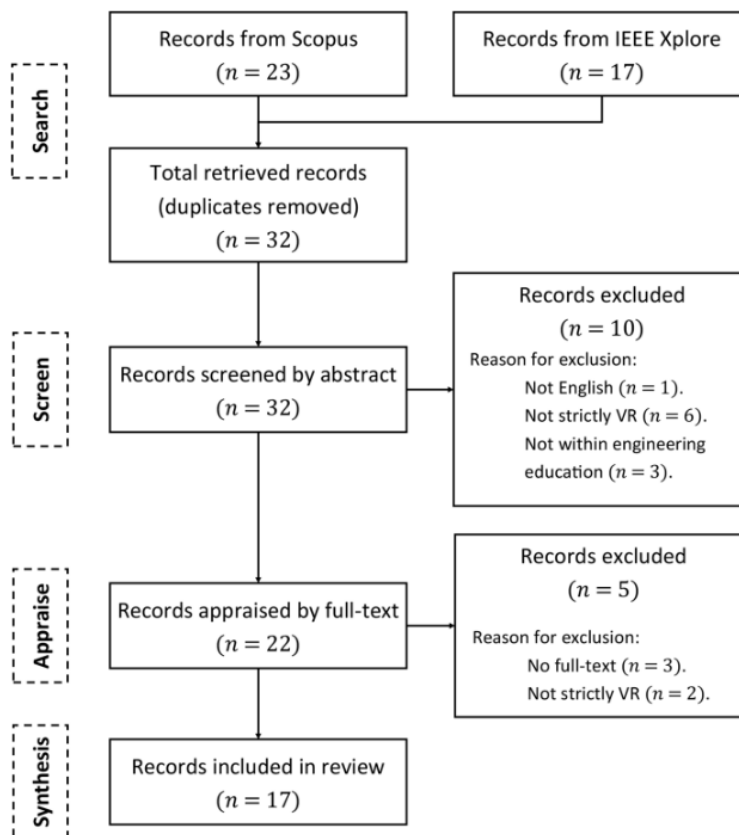 Search
Records from Scopus
(n = 23)
Records from IEEE Xplore
(n = 17)
Total retrieved records
(duplicates removed)
(n = 32)
Screen
Records screened by abstract
(n = 32)
Records excluded
(n = 10)
Reason for exclusion:
Not English (n = 1).
Not strictly VR (n = 6).
Not within engineering
education (n = 3).
Appraise
Records appraised by full-text
(n = 22)
Records excluded
(n = 5)
Reason for exclusion:
No full-text (n = 3).
Not strictly VR (n = 2).
Synthesis
Records included in review
(n = 17)